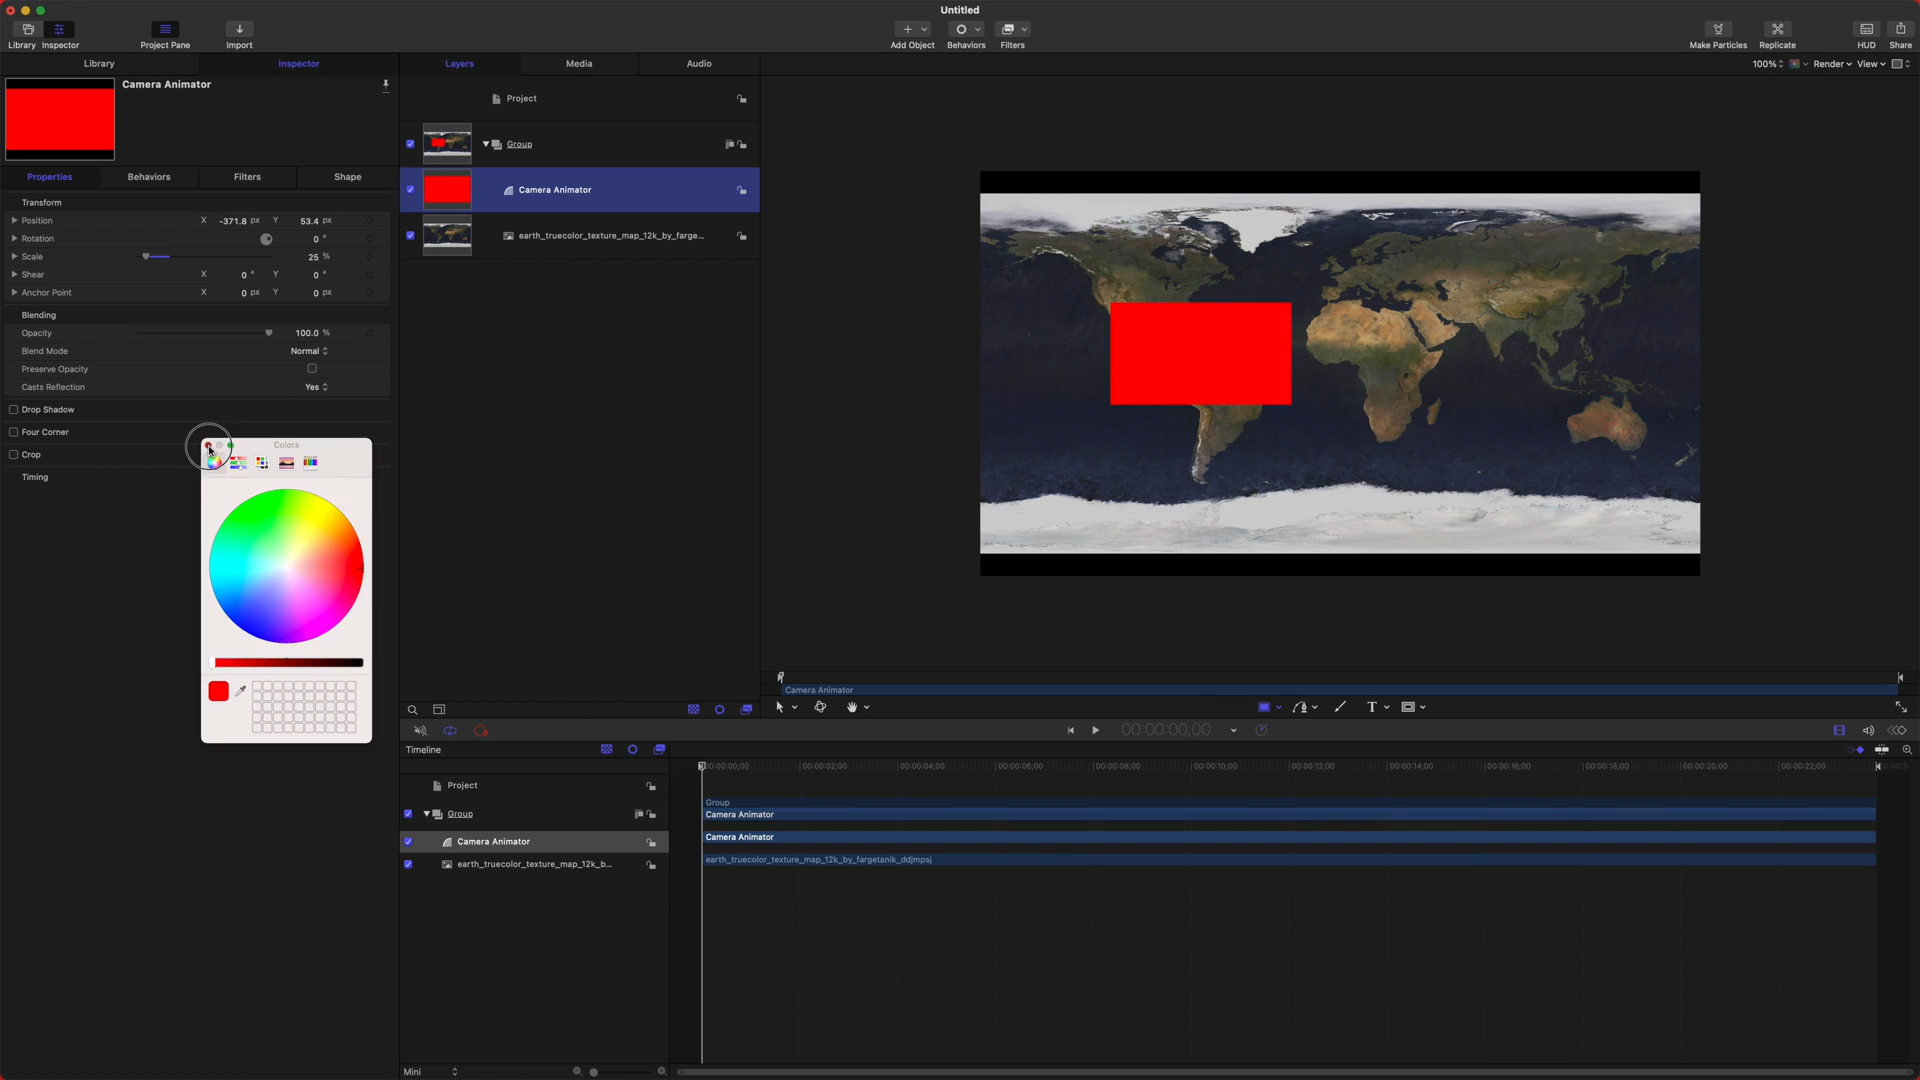 Untitled
Library
Inspector
Project Pane
Import
Add Object
Behaviors
Filters
Make Particles
Replicate
HUD
Share
Library
Inspector
Layers
Media
Audio
100%
Render
View
Camera Animator
Properties
Behaviors
Filters
Shape
Transform
Position X -371.8 px Y 53.4 px
Rotation 0 °
Scale 25 %
Shear X 0 ° Y 0 °
Anchor Point X 0 px Y 0 px
Blending
Opacity 100.0 %
Blend Mode Normal
Preserve Opacity
Casts Reflection Yes
Drop Shadow
Four Corner
Crop
Timing
Colors
Project
Group
Camera Animator
earth_truecolor_texture_map_12k_by_farge...
Camera Animator
T
00:00:00;00
Timeline
Project
Group
Camera Animator
earth_truecolor_texture_map_12k_b...
00:00:00;00
00:00:02;00
00:00:04;00
00:00:06;00
00:00:08;00
00:00:10;00
00:00:12;00
00:00:14;00
00:00:16;00
00:00:18;00
00:00:20;00
00:00:22;00
Group
Camera Animator
Camera Animator
earth_truecolor_texture_map_12k_by_fargetanik_ddjmpsj
Mini